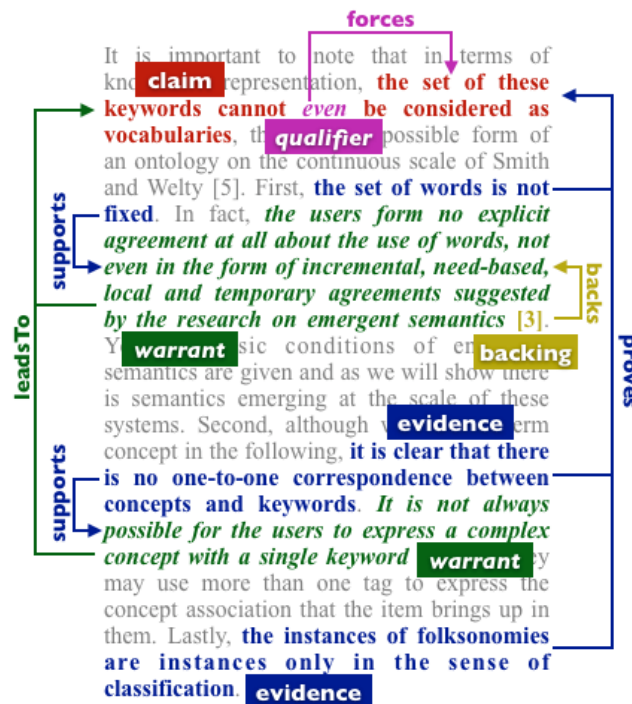 forces
It is important to note that in terms of
claim representation, the set of these
keywords cannot even be considered as
vocabularies, qualifier possible form of
an ontology on the continuous scale of Smith
and Welty [5]. First, the set of words is not
fixed. In fact, the users form no explicit
agreement at all about the use of words, not
even in the form of incremental, need-based,
local and temporary agreements suggested
by the research on emergent semantics [3].
warrant conditions of backing
semantics are given and as we will show there
is semantics emerging at the scale of these
systems. Second, although evidence
concept in the following, it is clear that there
is no one-to-one correspondence between
concepts and keywords. It is not always
possible for the users to express a complex
concept with a single keyword warrant
may use more than one tag to express the
concept association that the item brings up in
them. Lastly, the instances of folksonomies
are instances only in the sense of
classification. evidence
leadsTo
supports
supports
backs
proves